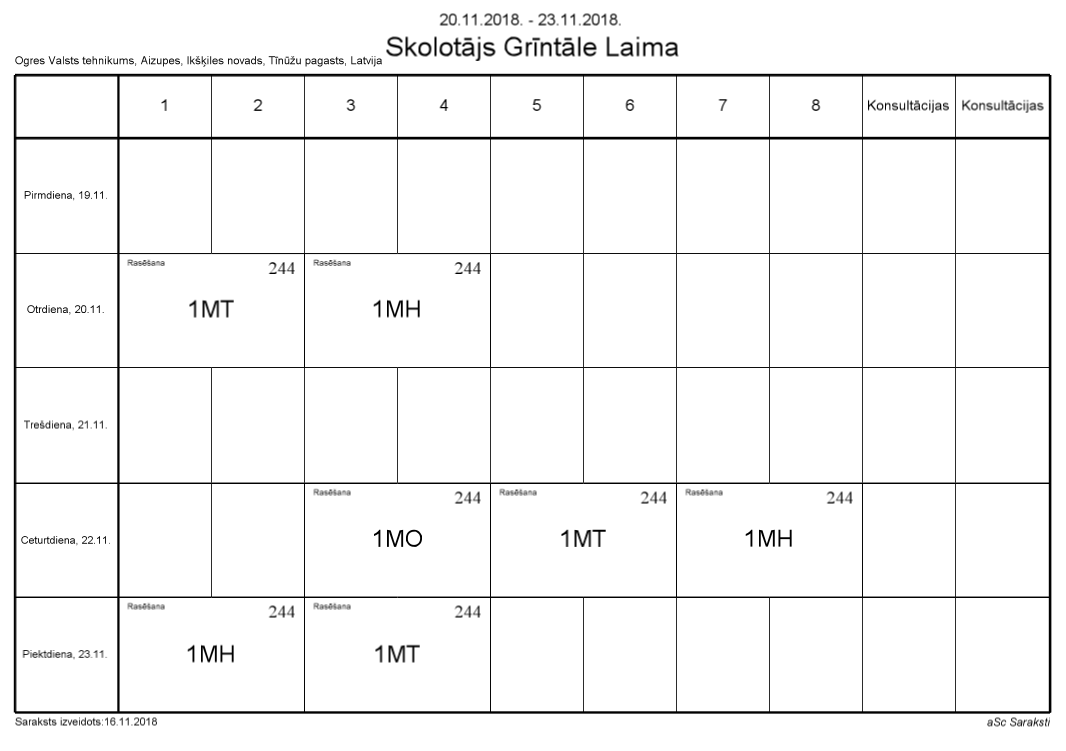 20.11.2018. - 23.11.2018.
Skolotājs Grīntāle Laima
Ogres Valsts tehnikums, Aizupes, Ikšķiles novads, Tīnūžu pagasts, Latvija
1 2 3 4 5 6 7 8 Konsultācijas Konsultācijas
Pirmdiena, 19.11.
Rasēšana 244 Rasēšana 244
Otrdiena, 20.11. 1MT 1MH
Trešdiena, 21.11.
Rasēšana 244 Rasēšana 244 Rasēšana 244
Ceturtdiena, 22.11. 1MO 1MT 1MH
Rasēšana 244 Rasēšana 244
Piektdiena, 23.11. 1MH 1MT
Saraksts izveidots:16.11.2018 aSc Saraksti